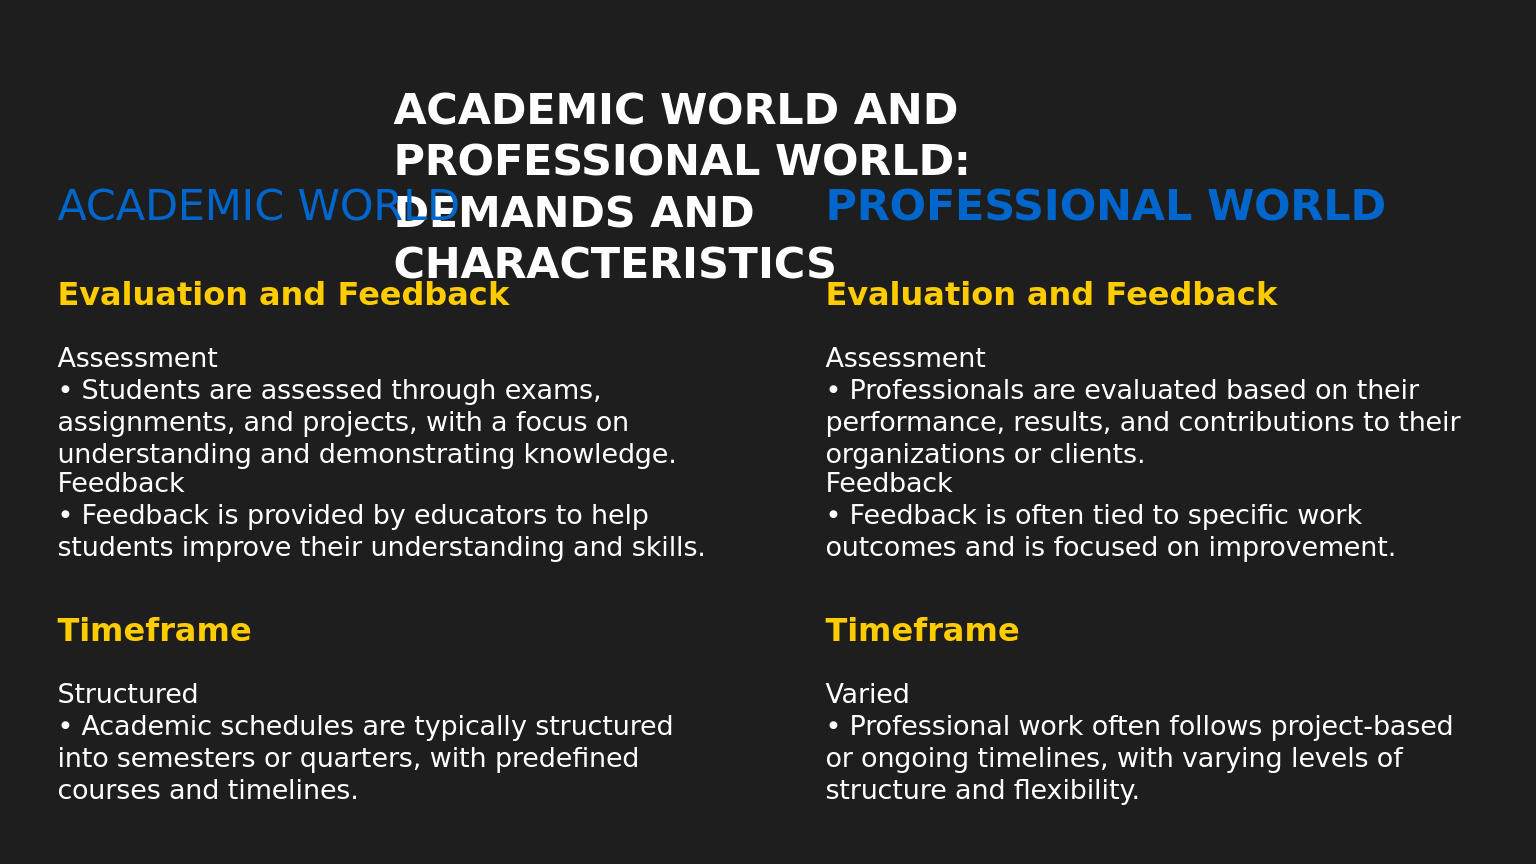 ACADEMIC WORLD AND
PROFESSIONAL WORLD:
DEMANDS AND
CHARACTERISTICS
ACADEMIC WORLD
Evaluation and Feedback
Assessment
• Students are assessed through exams,
assignments, and projects, with a focus on
understanding and demonstrating knowledge.
Feedback
• Feedback is provided by educators to help
students improve their understanding and skills.
Timeframe
Structured
• Academic schedules are typically structured
into semesters or quarters, with predefined
courses and timelines.
PROFESSIONAL WORLD
Evaluation and Feedback
Assessment
• Professionals are evaluated based on their
performance, results, and contributions to their
organizations or clients.
Feedback
• Feedback is often tied to specific work
outcomes and is focused on improvement.
Timeframe
Varied
• Professional work often follows project-based
or ongoing timelines, with varying levels of
structure and flexibility.